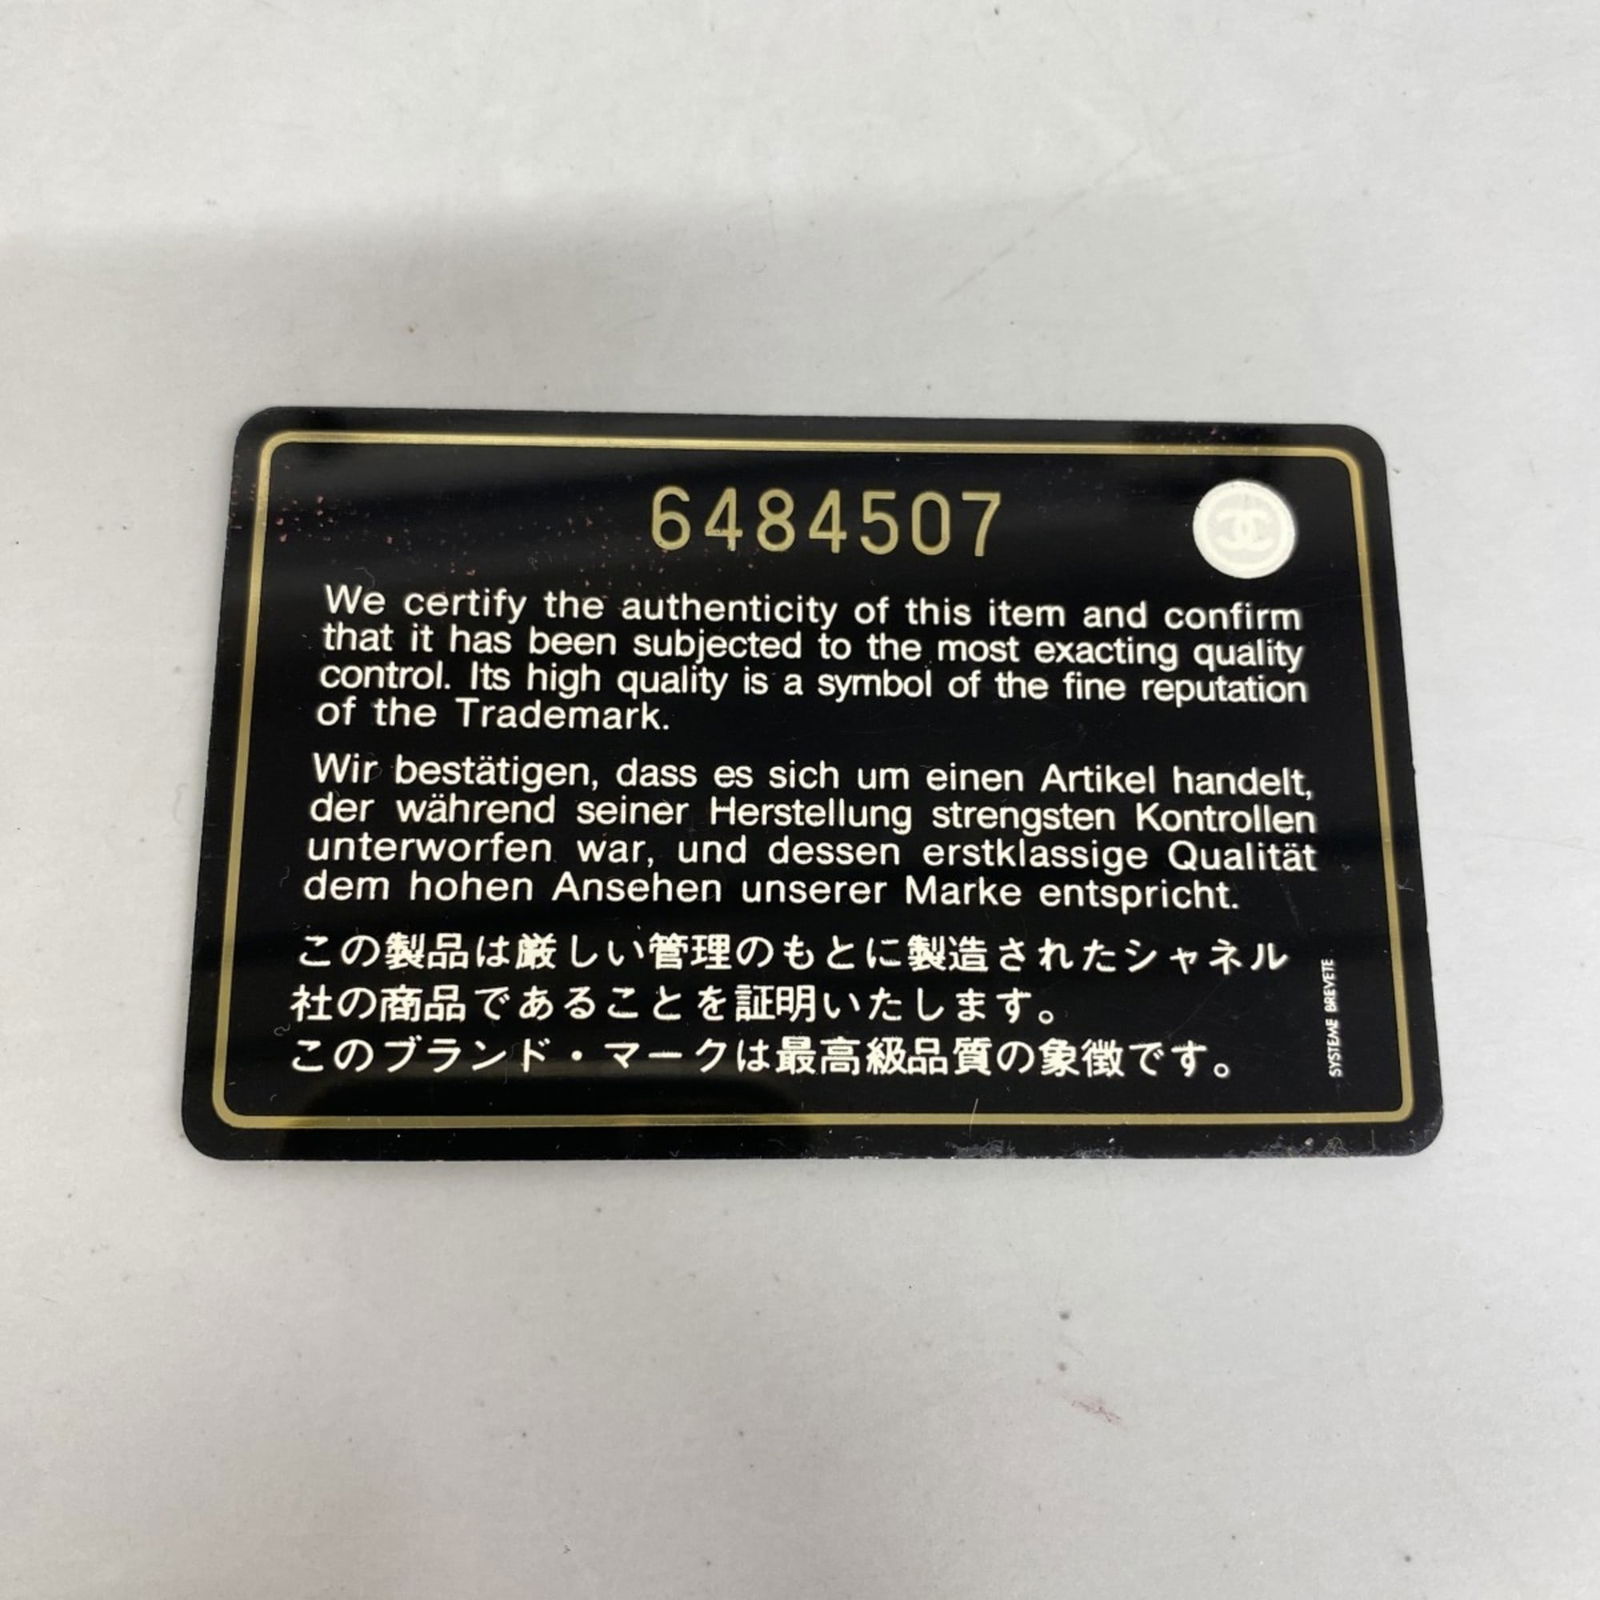 6484507
We certify the authenticity of this item and confirm
that it has been subjected to the most exacting quality
control. Its high quality is a symbol of the fine reputation
of the Trademark.
Wir bestätigen, dass es sich um einen Artikel handelt,
der während seiner Herstellung strengsten Kontrollen
unterworfen war, und dessen erstklassige Qualität
dem hohen Ansehen unserer Marke entspricht.
この製品は厳しい管理のもとに製造されたシャネル
社の商品であることを証明いたします。
このブランド・マークは最高級品質の象徴です。
SYSTEME BREVETE